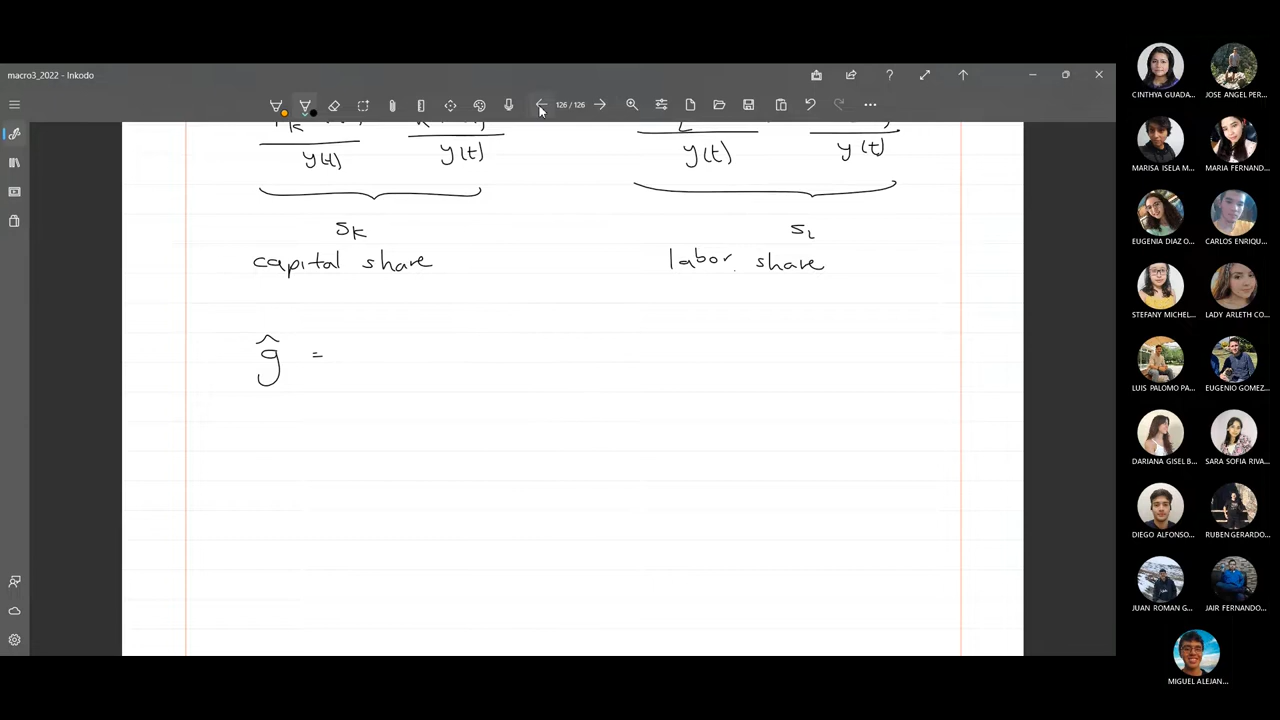 CINTHYA GUADA... JOSE ANGEL PER...
macro3_2022 - Inkodo
126 / 126
y(t) y(t) y(t) y(t)
MARISA ISELA M... MARIA FERNAND...
sK sL
EUGENIA DIAZ O... CARLOS ENRIQU...
capital share labor share
STEFANY MICHEL... LADY ARLETH CO...
ĝ =
LUIS PALOMO PA... EUGENIO GOMEZ...
DARIANA GISEL B... SARA SOFIA RIVA...
DIEGO ALFONSO... RUBEN GERARDO...
JUAN ROMAN G... JAIR FERNANDO...
MIGUEL ALEJAN...